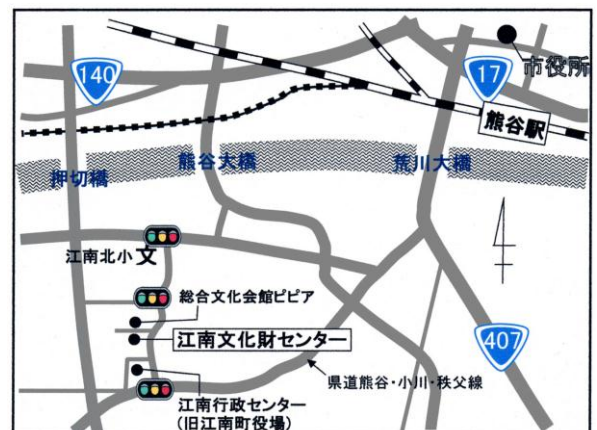 市役所
140
17
熊谷駅
押切橋
熊谷大橋
荒川大橋
江南北小
文
総合文化会館ピピア
江南文化財センター
407
県道熊谷・小川・秩父線
江南行政センター
(旧江南町役場)